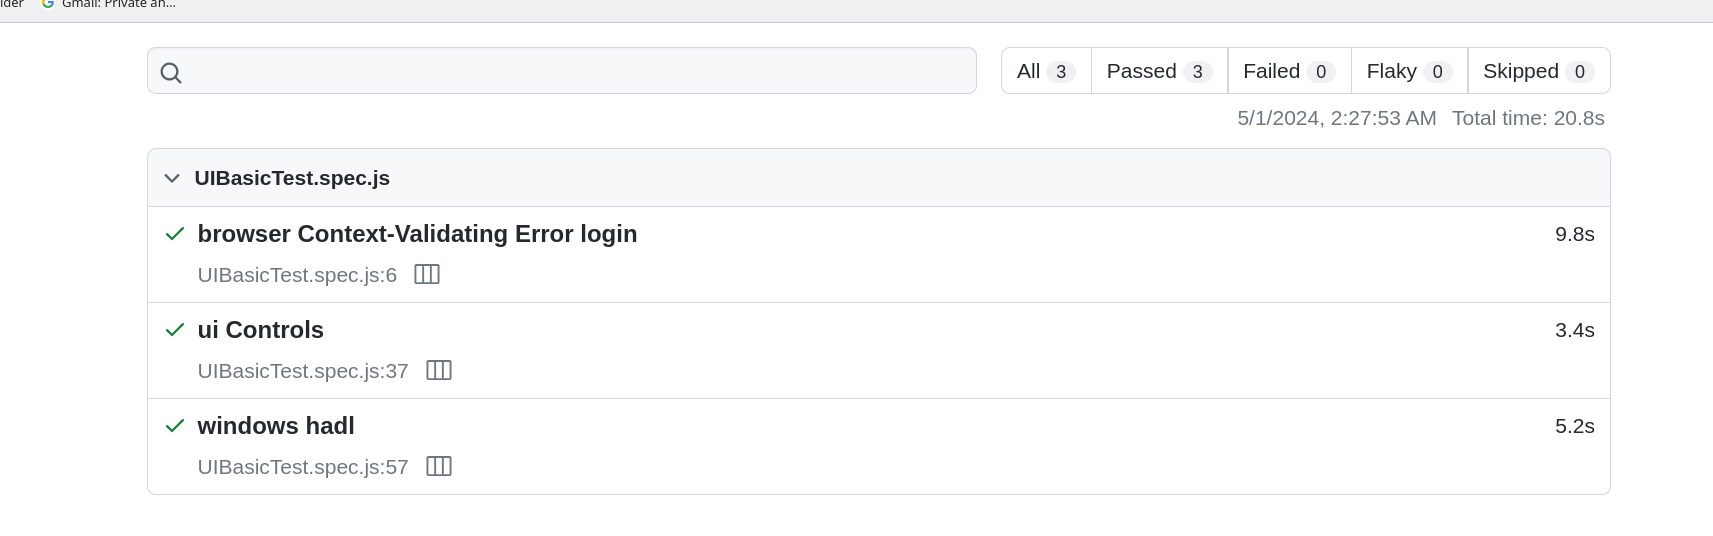 lder Gmail: Private an...
All 3 Passed 3 Failed 0 Flaky 0 Skipped 0
5/1/2024, 2:27:53 AM Total time: 20.8s
UIBasicTest.spec.js
browser Context-Validating Error login 9.8s
UIBasicTest.spec.js:6
ui Controls 3.4s
UIBasicTest.spec.js:37
windows hadl 5.2s
UIBasicTest.spec.js:57